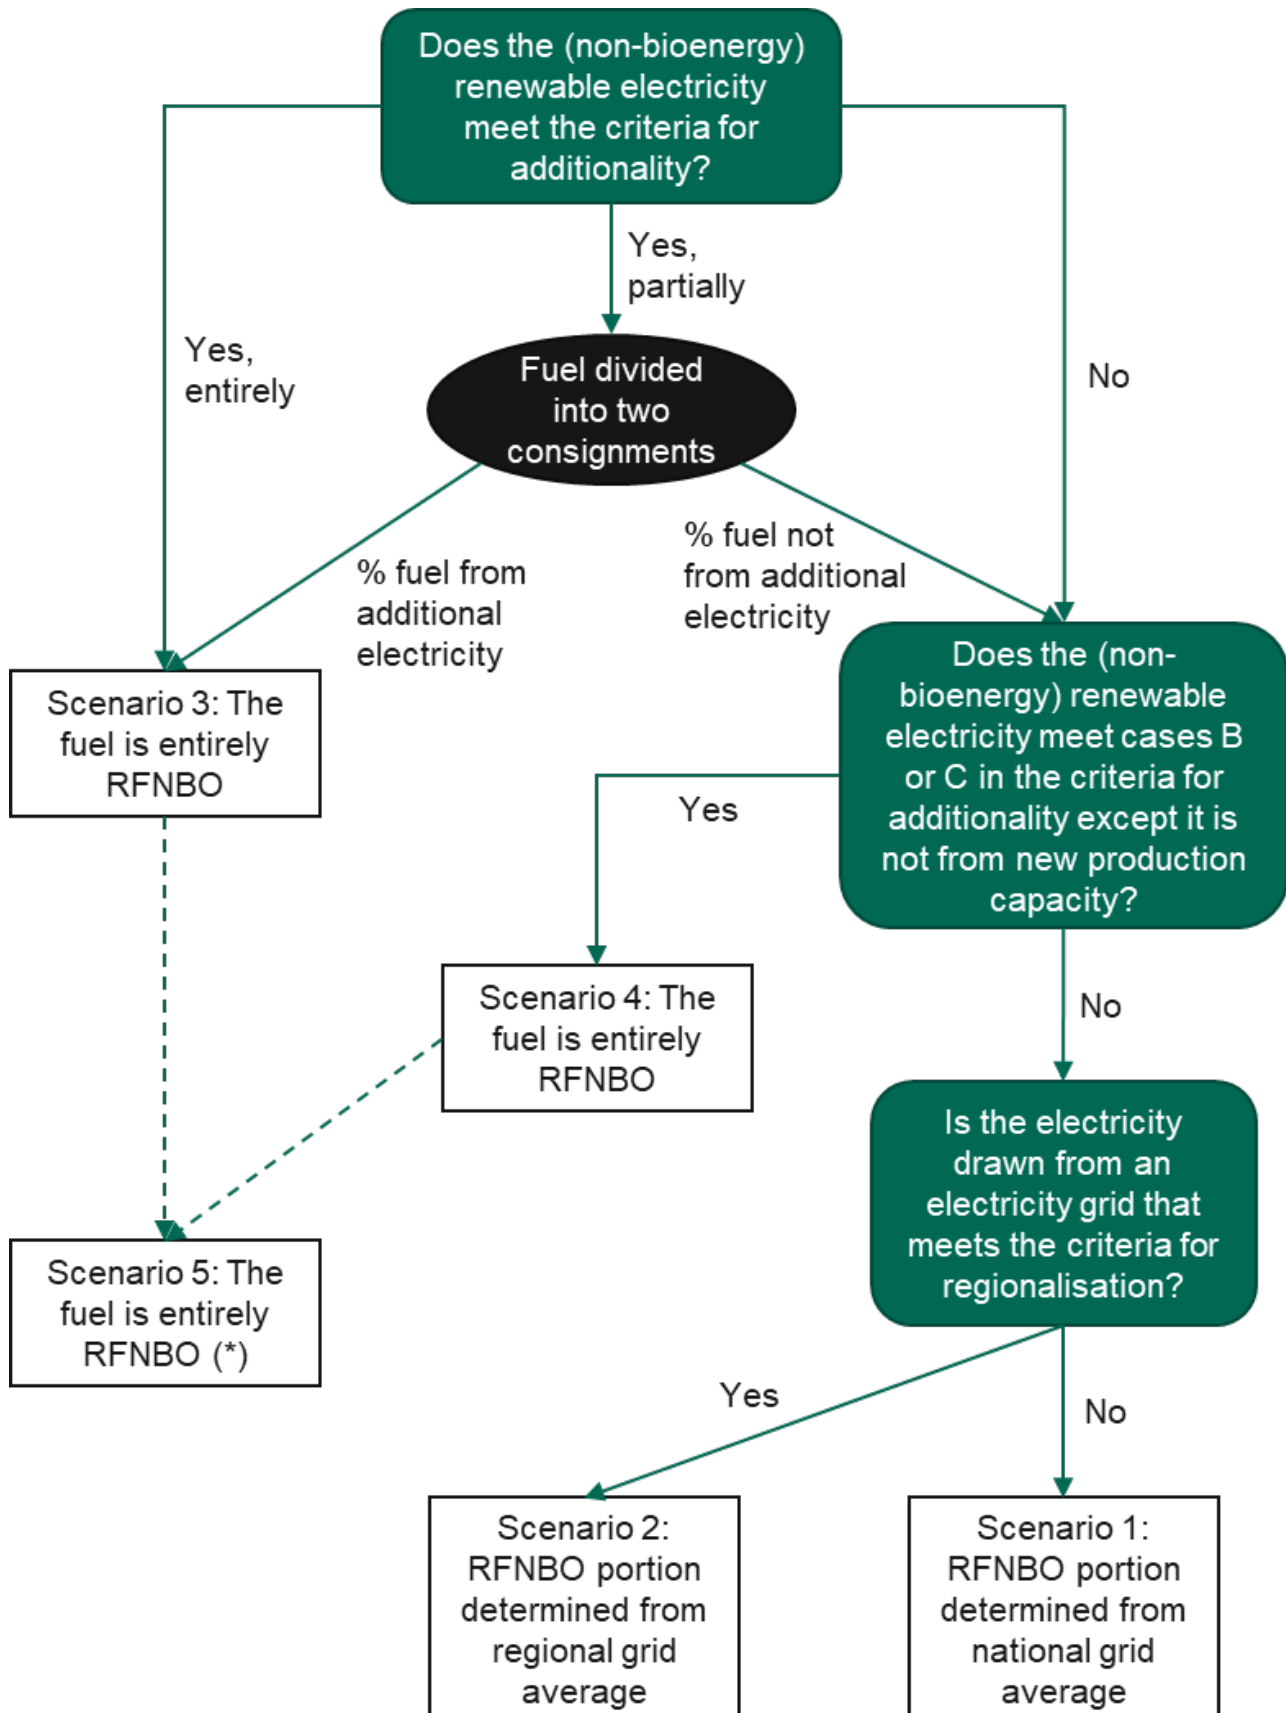 Does the (non-bioenergy)
renewable electricity
meet the criteria for
additionality?
Yes,
partially
Yes,
entirely
No
Fuel divided
into two
consignments
% fuel from
additional
electricity
% fuel not
from additional
electricity
Scenario 3: The
fuel is entirely
RFNBO
Does the (non-
bioenergy) renewable
electricity meet cases B
or C in the criteria for
additionality except it is
not from new production
capacity?
Yes
No
Scenario 4: The
fuel is entirely
RFNBO
Is the electricity
drawn from an
electricity grid that
meets the criteria for
regionalisation?
Scenario 5: The
fuel is entirely
RFNBO (*)
Yes
No
Scenario 2:
RFNBO portion
determined from
regional grid
average
Scenario 1:
RFNBO portion
determined from
national grid
average